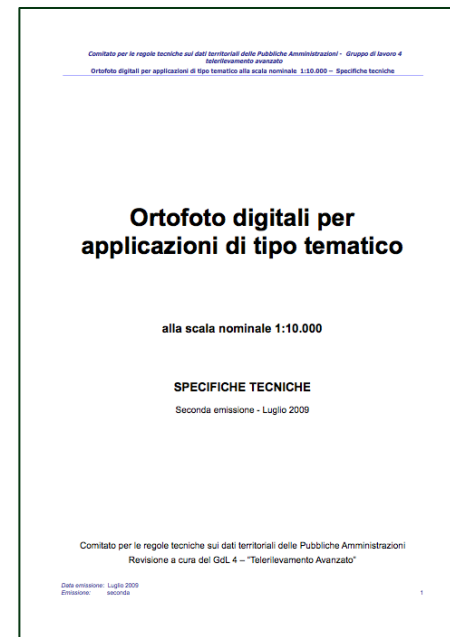 Comitato per le regole tecniche sui dati territoriali delle Pubbliche Amministrazioni - Gruppo di lavoro 4
telerilevamento avanzato
Ortofoto digitali per applicazioni di tipo tematico alla scala nominale 1:10.000 – Specifiche tecniche
Ortofoto digitali per
applicazioni di tipo tematico
alla scala nominale 1:10.000
SPECIFICHE TECNICHE
Seconda emissione - Luglio 2009
Comitato per le regole tecniche sui dati territoriali delle Pubbliche Amministrazioni
Revisione a cura del GdL 4 – "Telerilevamento Avanzato"
Data emissione: Luglio 2009
Emissione: seconda 1